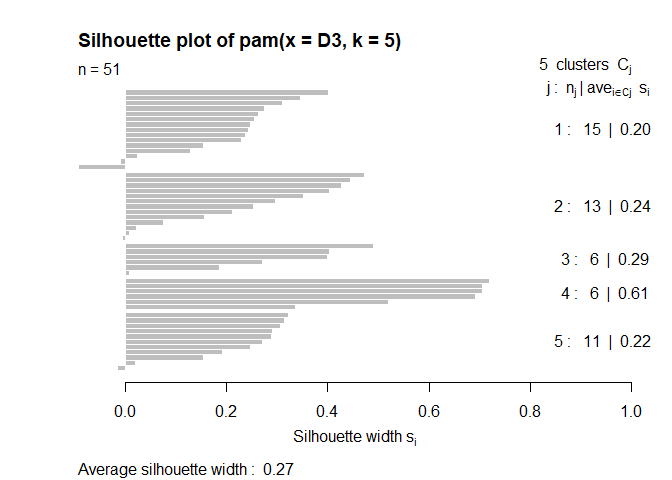 Silhouette plot of pam(x = D3, k = 5)
n = 51
5 clusters Cj
j : nj | avei∈Cj si
1 : 15 | 0.20
2 : 13 | 0.24
3 : 6 | 0.29
4 : 6 | 0.61
5 : 11 | 0.22
0.0 0.2 0.4 0.6 0.8 1.0
Silhouette width si
Average silhouette width : 0.27